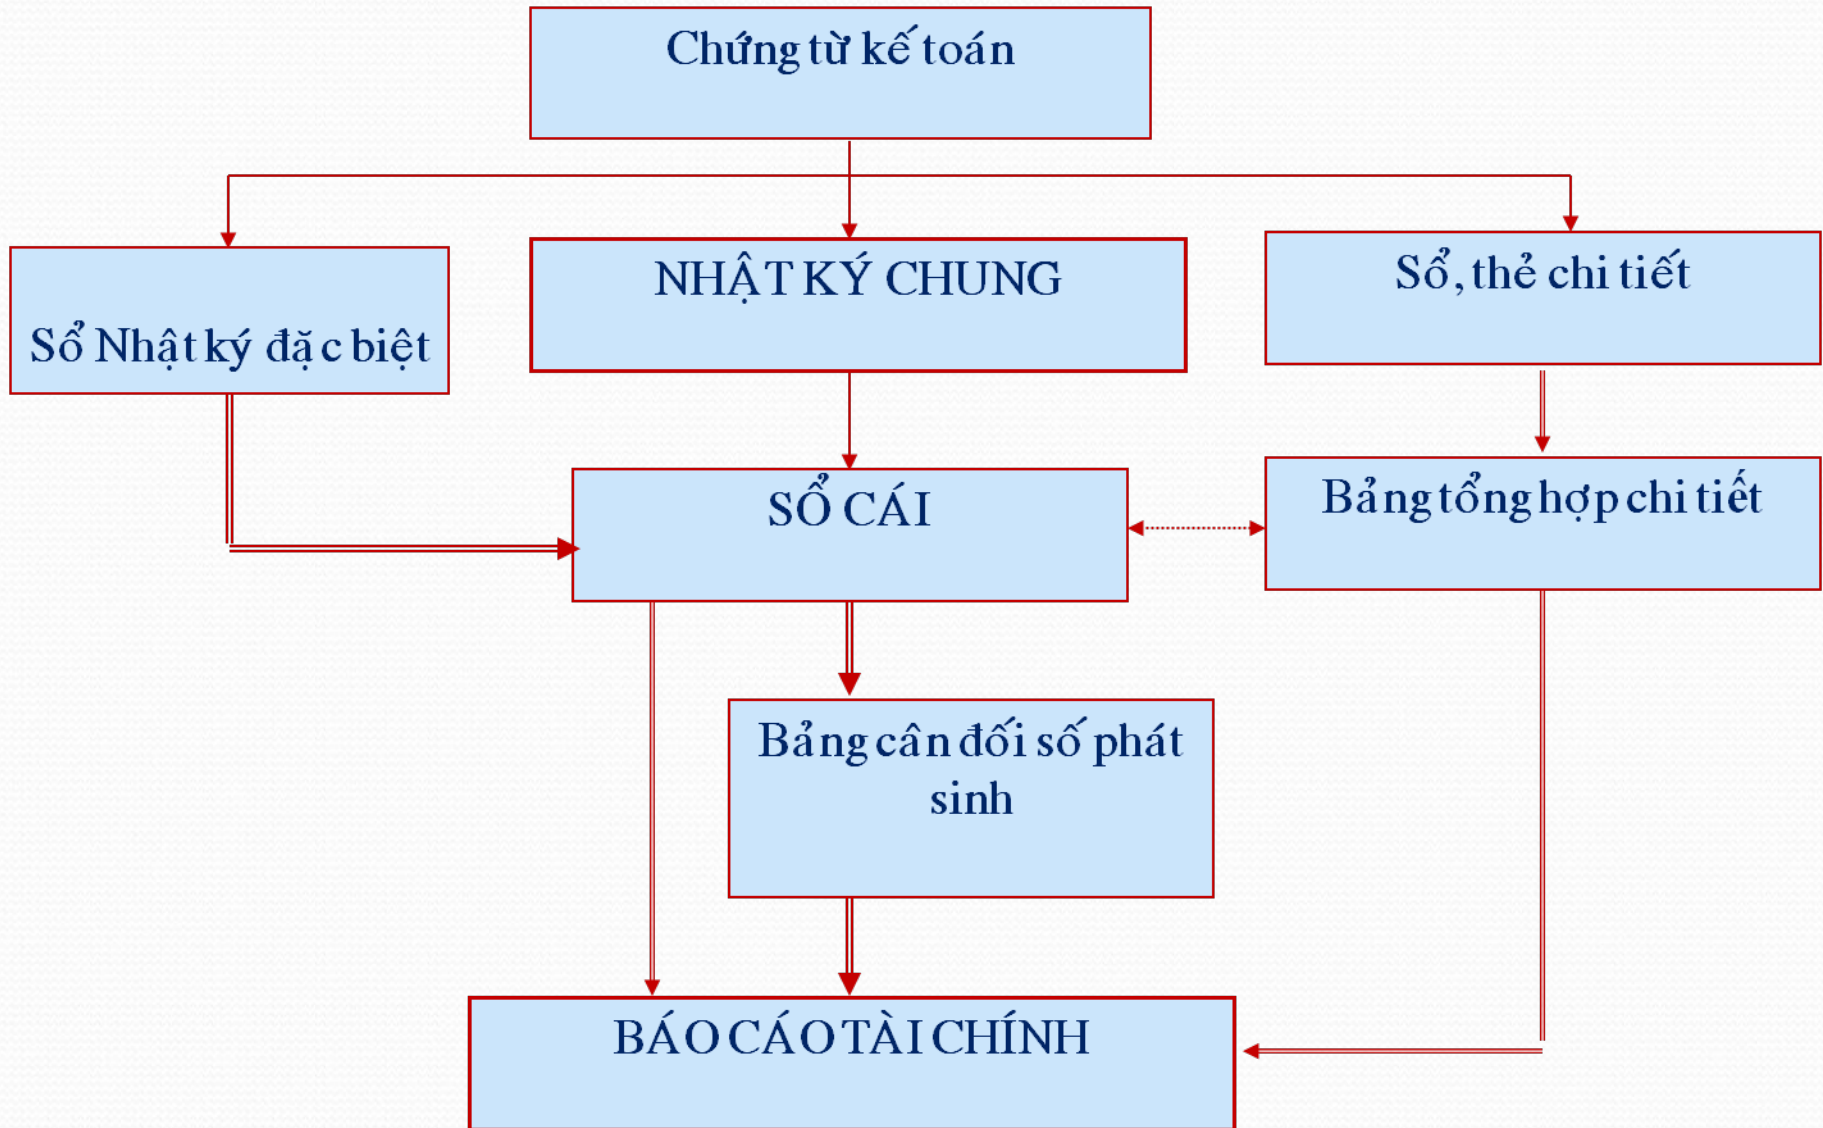 Chứng từ kế toán
NHẬT KÝ CHUNG
Sổ, thẻ chi tiết
Sổ Nhật ký đặc biệt
SỔ CÁI
Bảng tổng hợp chi tiết
Bảng cân đối số phát
sinh
BÁO CÁO TÀI CHÍNH